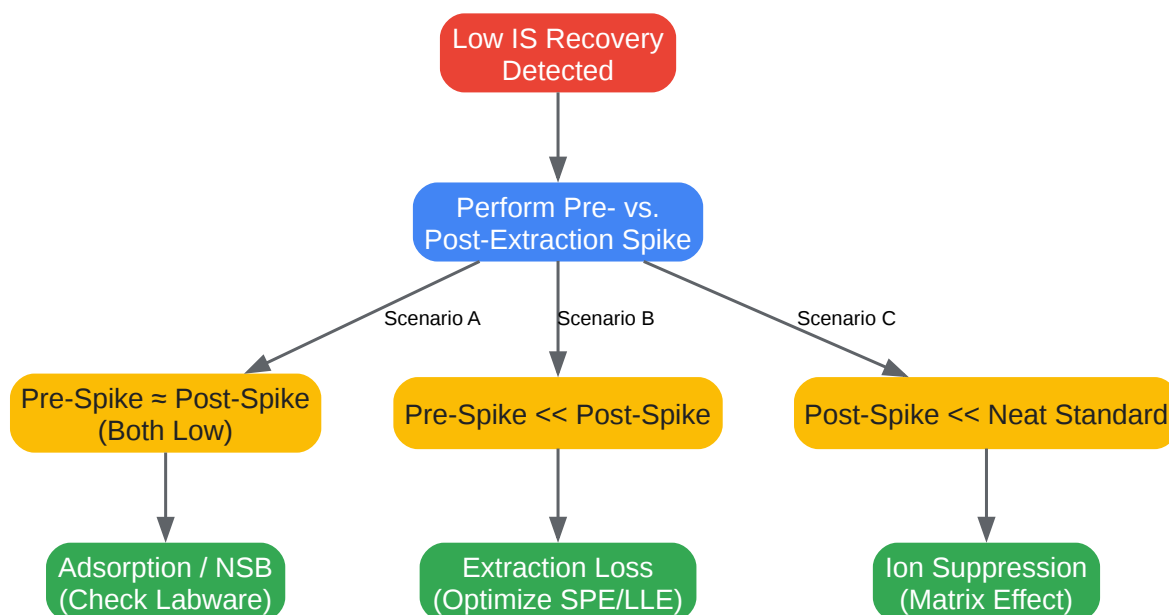 Low IS Recovery
Detected
Perform Pre- vs.
Post-Extraction Spike
Scenario A
Scenario B
Scenario C
Pre-Spike ≈ Post-Spike
(Both Low)
Pre-Spike << Post-Spike
Post-Spike << Neat Standard
Adsorption / NSB
(Check Labware)
Extraction Loss
(Optimize SPE/LLE)
Ion Suppression
(Matrix Effect)